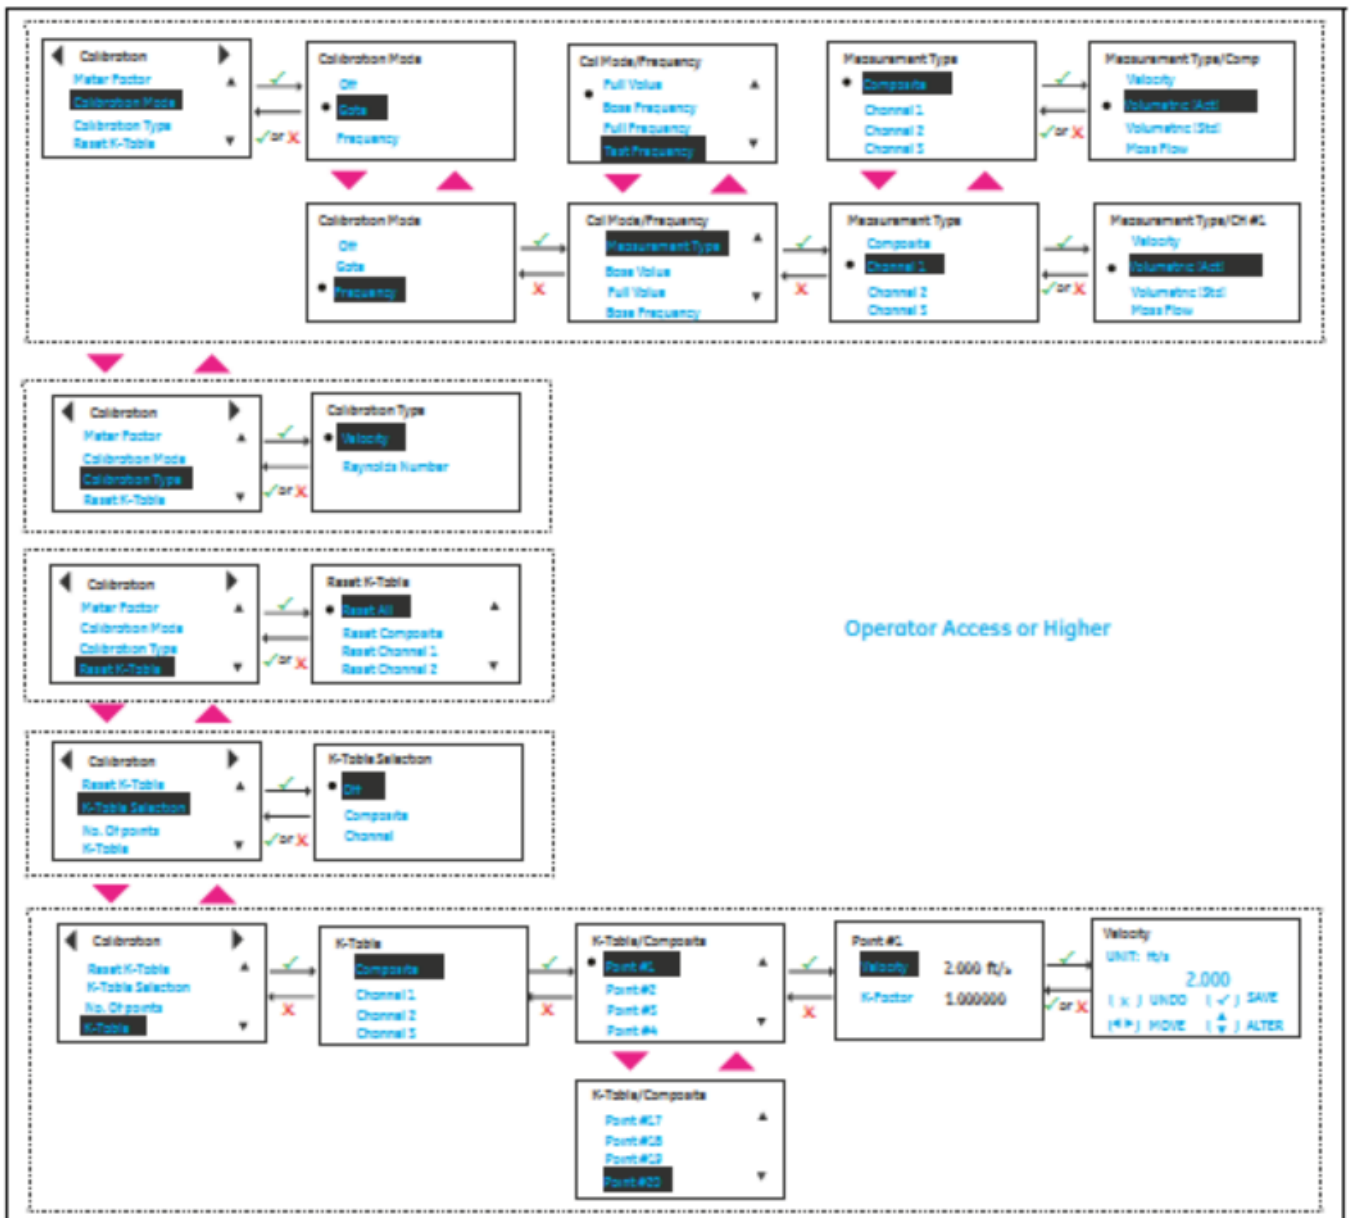 Calibration
Meter Factor
Calibration Mode
Calibration Type
Reset K-Table
✓or X
Calibration Mode
Off
Gate
Frequency
Cal Mode/Frequency
Full Value
Base Frequency
Full Frequency
Test Frequency
Measurement Type
Composite
Channel 1
Channel 2
Channel 3
✓or X
Measurement Type/Comp
Velocity
Volumetric (Act)
Volumetric (Std)
Mass Flow
Calibration Mode
Off
Gate
Frequency
X
Cal Mode/Frequency
Measurement Type
Base Value
Full Value
Base Frequency
X
Measurement Type
Composite
Channel 1
Channel 2
Channel 3
✓or X
Measurement Type/CH #1
Velocity
Volumetric (Act)
Volumetric (Std)
Mass Flow
Calibration
Meter Factor
Calibration Mode
Calibration Type
Reset K-Table
✓or X
Calibration Type
Velocity
Reynolds Number
Calibration
Meter Factor
Calibration Mode
Calibration Type
Reset K-Table
✓or X
Reset K-Table
Reset All
Reset Composite
Reset Channel 1
Reset Channel 2
Operator Access or Higher
Calibration
Reset K-Table
K-Table Selection
No. Of points
K-Table
✓or X
K-Table Selection
Off
Composite
Channel
Calibration
Reset K-Table
K-Table Selection
No. Of points
K-Table
X
K-Table
Composite
Channel 1
Channel 2
Channel 3
X
K-Table/Composite
Point #1
Point #2
Point #3
Point #4
X
Point #1
Velocity 2.000 ft/s
K-Factor 1.000000
✓or X
Velocity
UNIT: ft/s
2.000
( x ) UNDO ( ✓ ) SAVE
(◄►) MOVE ( ▲▼ ) ALTER
K-Table/Composite
Point #17
Point #18
Point #19
Point #20